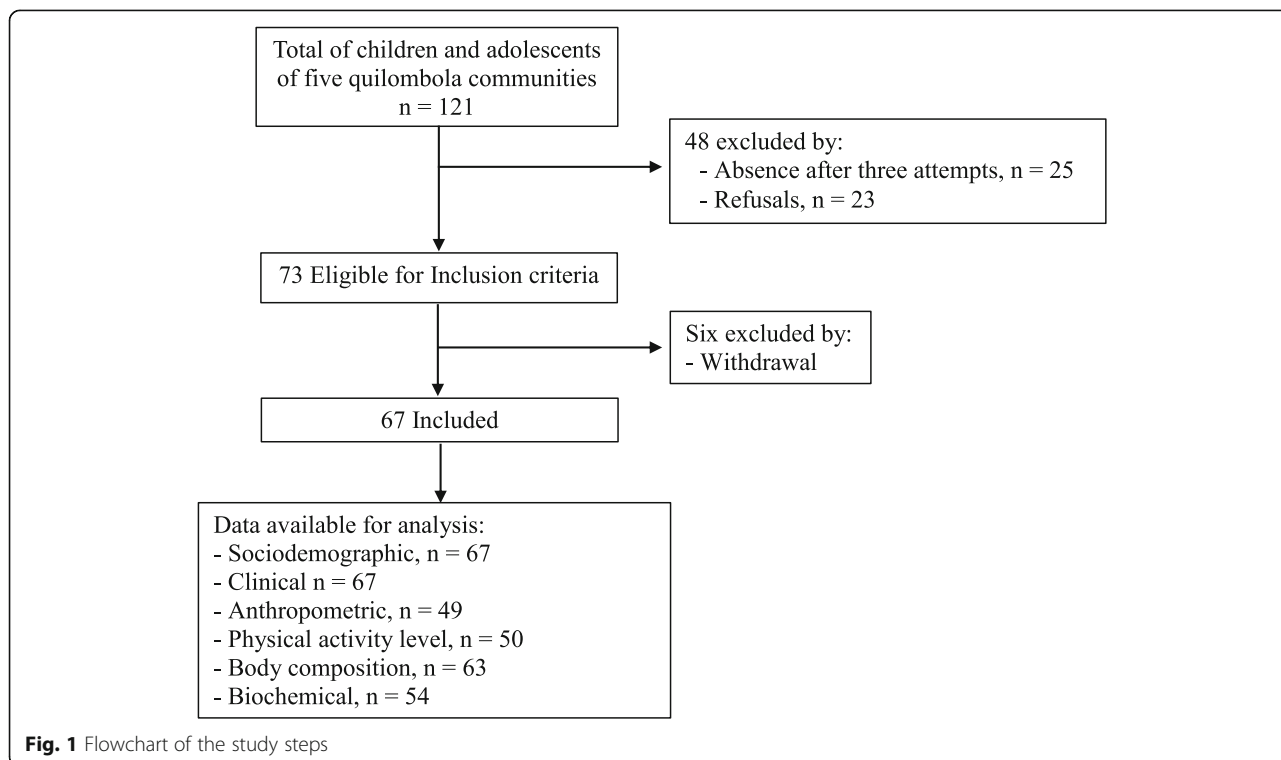 Total of children and adolescents
of five quilombola communities
n = 121
48 excluded by:
- Absence after three attempts, n = 25
- Refusals, n = 23
73 Eligible for Inclusion criteria
Six excluded by:
- Withdrawal
67 Included
Data available for analysis:
- Sociodemographic, n = 67
- Clinical n = 67
- Anthropometric, n = 49
- Physical activity level, n = 50
- Body composition, n = 63
- Biochemical, n = 54
Fig. 1 Flowchart of the study steps